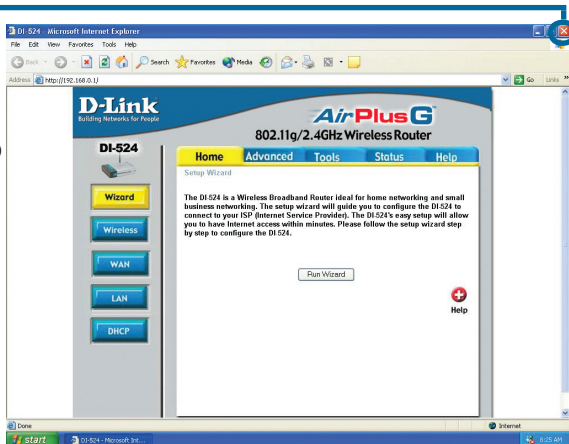 DI-524 - Microsoft Internet Explorer
File Edit View Favorites Tools Help
Back Search Favorites Media
Address http://192.168.0.1/ Go Links
D-Link
Building Networks for People
AirPlus G
802.11g/2.4GHz Wireless Router
DI-524
Home Advanced Tools Status Help
Setup Wizard
The DI-524 is a Wireless Broadband Router ideal for home networking and small
business networking. The setup wizard will guide you to configure the DI-524 to
connect to your ISP (Internet Service Provider). The DI-524's easy setup will allow
you to have Internet access within minutes. Please follow the setup wizard step
by step to configure the DI-524.
Wizard
Wireless
WAN
LAN
DHCP
Run Wizard
Help
Done Internet
start DI-524 - Microsoft Int... 8:25 AM